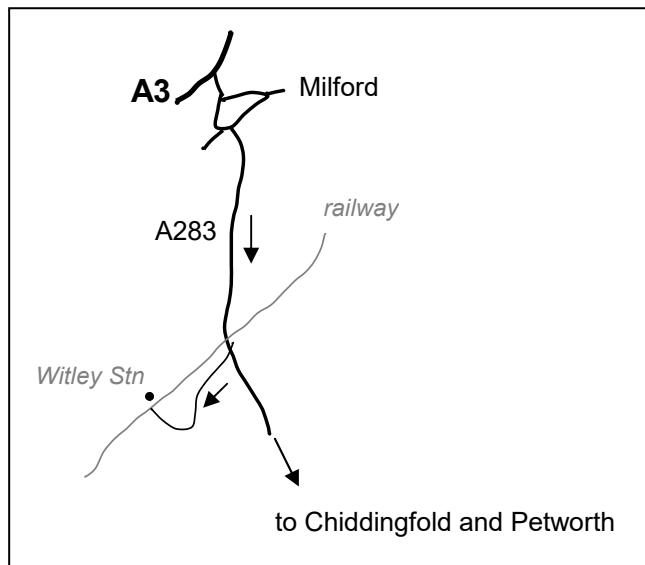 A3
Milford
railway
A283
Witley Stn
to Chiddingfold and Petworth